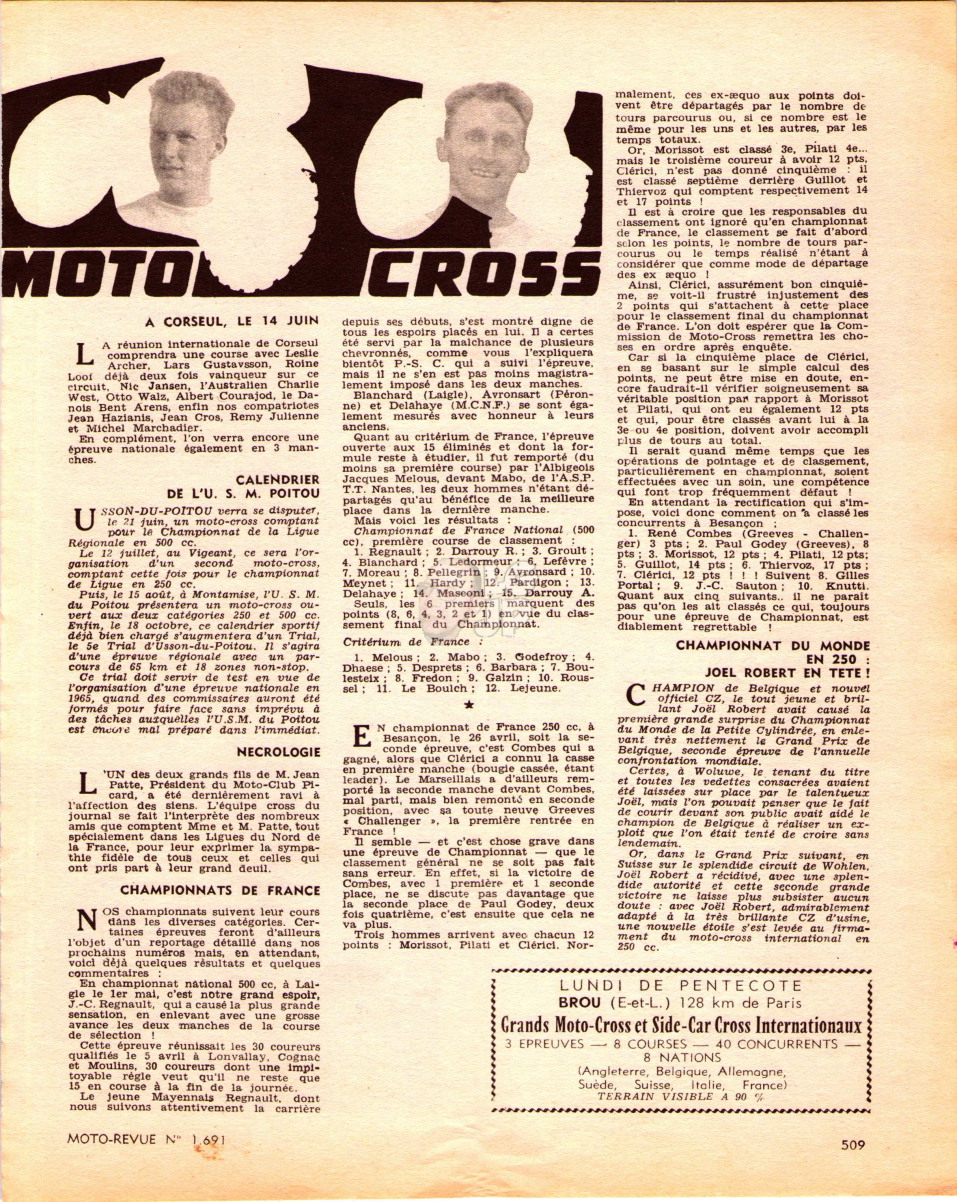 MOTO CROSS
A CORSEUL, LE 14 JUIN
LA réunion internationale de Corseul
comprendra une course avec Leslie
Archer, Lars Gustavsson, Roine
Looi déjà deux fois vainqueur sur ce
circuit, Nic Jansen, l'Australien Charlie
West, Otto Walz, Albert Courajod, le Da-
nois Bent Arens, enfin nos compatriotes
Jean Hazianis, Jean Cros, Remy Julienne
et Michel Marchadier.
En complément, l'on verra encore une
épreuve nationale également en 3 man-
ches.
CALENDRIER
DE L'U. S. M. POITOU
USSON-DU-POITOU verra se disputer,
le 21 juin, un moto-cross comptant
pour le Championnat de la Ligue
Régionale en 500 cc.
Le 12 juillet, au Vigeant, ce sera l'or-
ganisation d'un second moto-cross,
comptant cette fois pour le championnat
de Ligue en 250 cc.
Puis, le 15 août, à Montamise, l'U. S. M.
du Poitou présentera un moto-cross ou-
vert aux deux catégories 250 et 500 cc.
Enfin, le 18 octobre, ce calendrier sportif
déjà bien chargé s'augmentera d'un Trial,
le 5e Trial d'Usson-du-Poitou. Il s'agira
d'une épreuve régionale avec un par-
cours de 65 km et 18 zones non-stop.
Ce trial doit servir de test en vue de
l'organisation d'une épreuve nationale en
1965, quand des commissaires auront été
formés pour faire face sans imprévu à
des tâches auxquelles l'U.S.M. du Poitou
est encore mal préparé dans l'immédiat.
NECROLOGIE
L'UN des deux grands fils de M. Jean
Patte, Président du Moto-Club Pi-
card, a été dernièrement ravi à
l'affection des siens. L'équipe cross du
journal se fait l'interprète des nombreux
amis que comptent Mme et M. Patte, tout
spécialement dans les Ligues du Nord de
la France, pour leur exprimer la sympa-
thie fidèle de tous ceux et celles qui
ont pris part à leur grand deuil.
CHAMPIONNATS DE FRANCE
NOS championnats suivent leur cours
dans les diverses catégories. Cer-
taines épreuves feront d'ailleurs
l'objet d'un reportage détaillé dans nos
prochains numéros mais, en attendant,
voici déjà quelques résultats et quelques
commentaires :
En championnat national 500 cc, à Lai-
gle le 1er mai, c'est notre grand espoir,
J.-C. Regnault, qui a causé la plus grande
sensation, en enlevant avec une grosse
avance les deux manches de la course
de sélection !
Cette épreuve réunissait les 30 coureurs
qualifiés le 5 avril à Lonvallay, Cognac
et Moulins, 30 coureurs dont une impi-
toyable règle veut qu'il ne reste que
15 en course à la fin de la journée.
Le jeune Mayennais Regnault, dont
nous suivons attentivement la carrière
depuis ses débuts, s'est montré digne de
tous les espoirs placés en lui. Il a certes
été servi par la malchance de plusieurs
chevronnés, comme vous l'expliquera
bientôt P.-S. C. qui a suivi l'épreuve,
mais il ne s'en est pas moins magistra-
lement imposé dans les deux manches.
Blanchard (Laigle), Avronsart (Péron-
ne) et Delahaye (M.C.N.F.) se sont éga-
lement mesurés avec honneur à leurs
anciens.
Quant au critérium de France, l'épreuve
ouverte aux 15 éliminés et dont la for-
mule reste à étudier, il fut remporté (du
moins sa première course) par l'Albigeois
Jacques Melous, devant Mabo, de l'A.S.P.
T.T. Nantes, les deux hommes n'étant dé-
partagés qu'au bénéfice de la meilleure
place dans la dernière manche.
Mais voici les résultats :
Championnat de France National (500
cc), première course de classement :
1. Regnault ; 2. Darrouy R. ; 3. Groult ;
4. Blanchard ; 5. Ledormeur ; 6. Lefèvre ;
7. Moreau ; 8. Pellegrin ; 9. Avronsard ; 10.
Meynet ; 11. Hardy ; 12. Pardigon ; 13.
Delahaye ; 14. Masconi ; 15. Darrouy A.
Seuls, les 6 premiers marquent des
points (8, 6, 4, 3, 2 et 1) en vue du clas-
sement final du Championnat.
Critérium de France :
1. Melous ; 2. Mabo ; 3. Godefroy ; 4.
Dhaese ; 5. Desprets ; 6. Barbara ; 7. Bou-
lesteix ; 8. Fredon ; 9. Galzin ; 10. Rous-
sel ; 11. Le Boulch ; 12. Lejeune.
★
EN championnat de France 250 cc, à
Besançon, le 26 avril, soit la se-
conde épreuve, c'est Combes qui a
gagné, alors que Clérici a connu la casse
en première manche (bougie cassée, étant
leader). Le Marseillais a d'ailleurs rem-
porté la seconde manche devant Combes,
mal parti, mais bien remonté en seconde
position, avec sa toute neuve Greeves
« Challenger », la première rentrée en
France !
Il semble — et c'est chose grave dans
une épreuve de Championnat — que le
classement général ne se soit pas fait
sans erreur. En effet, si la victoire de
Combes, avec 1 première et 1 seconde
place, ne se discute pas davantage que
la seconde place de Paul Godey, deux
fois quatrième, c'est ensuite que cela ne
va plus.
Trois hommes arrivent avec chacun 12
points : Morissot, Pilati et Clérici. Nor-
malement, ces ex-æquo aux points doi-
vent être départagés par le nombre de
tours parcourus ou, si ce nombre est le
même pour les uns et les autres, par les
temps totaux.
Or, Morissot est classé 3e, Pilati 4e...
mais le troisième coureur à avoir 12 pts,
Clérici, n'est pas donné cinquième : il
est classé septième derrière Guillot et
Thiervoz qui comptent respectivement 14
et 17 points !
Il est à croire que les responsables du
classement ont ignoré qu'en championnat
de France, le classement se fait d'abord
selon les points, le nombre de tours par-
courus ou le temps réalisé n'étant à
considérer que comme mode de départage
des ex æquo !
Ainsi, Clérici, assurément bon cinquiè-
me, se voit-il frustré injustement des
2 points qui s'attachent à cette place
pour le classement final du championnat
de France. L'on doit espérer que la Com-
mission de Moto-Cross remettra les cho-
ses en ordre après enquête.
Car si la cinquième place de Clérici,
en se basant sur le simple calcul des
points, ne peut être mise en doute, en-
core faudrait-il vérifier soigneusement sa
véritable position par rapport à Morissot
et Pilati, qui ont eu également 12 pts
et qui, pour être classés avant lui à la
3e ou 4e position, doivent avoir accompli
plus de tours au total.
Il serait quand même temps que les
opérations de pointage et de classement,
particulièrement en championnat, soient
effectuées avec un soin, une compétence
qui font trop fréquemment défaut !
En attendant la rectification qui s'im-
pose, voici donc comment on a classé les
concurrents à Besançon :
1. René Combes (Greeves - Challen-
ger) 3 pts ; 2. Paul Godey (Greeves), 8
pts ; 3. Morissot, 12 pts ; 4. Pilati, 12 pts;
5. Guillot, 14 pts ; 6. Thiervoz, 17 pts ;
7. Clérici, 12 pts ! ! ! Suivent 8. Gilles
Portal ; 9. J.-C. Sauton ; 10. Knutti.
Quant aux cinq suivants.. il ne parait
pas qu'on les ait classés ce qui, toujours
pour une épreuve de Championnat, est
diablement regrettable !
CHAMPIONNAT DU MONDE
EN 250 :
JOEL ROBERT EN TETE !
CHAMPION de Belgique et nouvel
officiel CZ, le tout jeune et bril-
lant Joël Robert avait causé la
première grande surprise du Championnat
du Monde de la Petite Cylindrée, en enle-
vant très nettement le Grand Prix de
Belgique, seconde épreuve de l'annuelle
confrontation mondiale.
Certes, à Woluwe, le tenant du titre
et toutes les vedettes consacrées avaient
été laissées sur place par le talentueux
Joël, mais l'on pouvait penser que le fait
de courir devant son public avait aidé le
champion de Belgique à réaliser un ex-
ploit que l'on était tenté de croire sans
lendemain.
Or, dans le Grand Prix suivant, en
Suisse sur le splendide circuit de Wohlen,
Joël Robert a récidivé, avec une splen-
dide autorité et cette seconde grande
victoire ne laisse plus subsister aucun
doute : avec Joël Robert, admirablement
adapté à la très brillante CZ d'usine,
une nouvelle étoile s'est levée au firma-
ment du moto-cross international en
250 cc.
LUNDI DE PENTECOTE
BROU (E-et-L.) 128 km de Paris
Grands Moto-Cross et Side-Car Cross Internationaux
3 EPREUVES — 8 COURSES — 40 CONCURRENTS —
8 NATIONS
(Angleterre, Belgique, Allemagne,
Suède, Suisse, Italie, France)
TERRAIN VISIBLE A 90 %
MOTO-REVUE N° 1.691
509